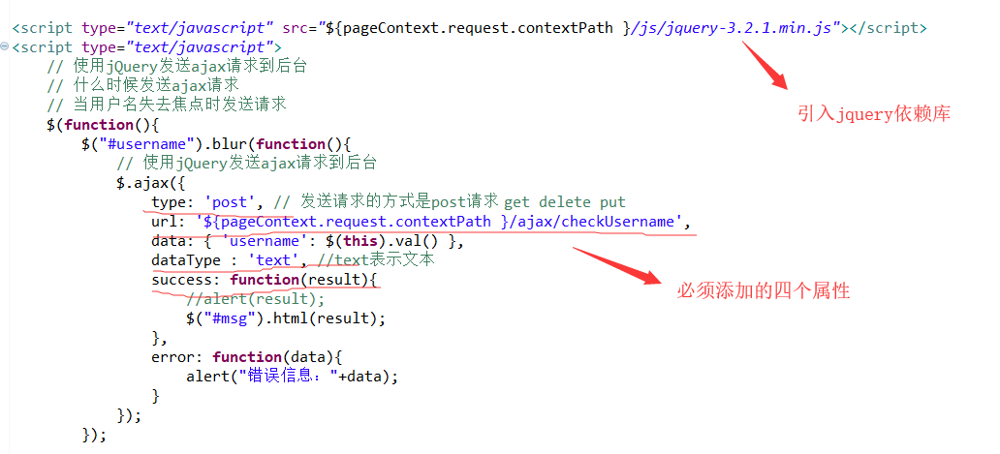 <script type="text/javascript" src="${pageContext.request.contextPath }/js/jquery-3.2.1.min.js"></script>
<script type="text/javascript">
// 使用jQuery发送ajax请求到后台
// 什么时候发送ajax请求
// 当用户名失去焦点时发送请求
引入jquery依赖库
$(function(){
$("#username").blur(function(){
// 使用jQuery发送ajax请求到后台
$.ajax({
type: 'post', // 发送请求的方式是post请求 get delete put
url: '${pageContext.request.contextPath }/ajax/checkUsername',
data: { 'username': $(this).val() },
dataType : 'text', //text表示文本
success: function(result){
必须添加的四个属性
//alert(result);
$("#msg").html(result);
},
error: function(data){
alert("错误信息："+data);
}
});
});